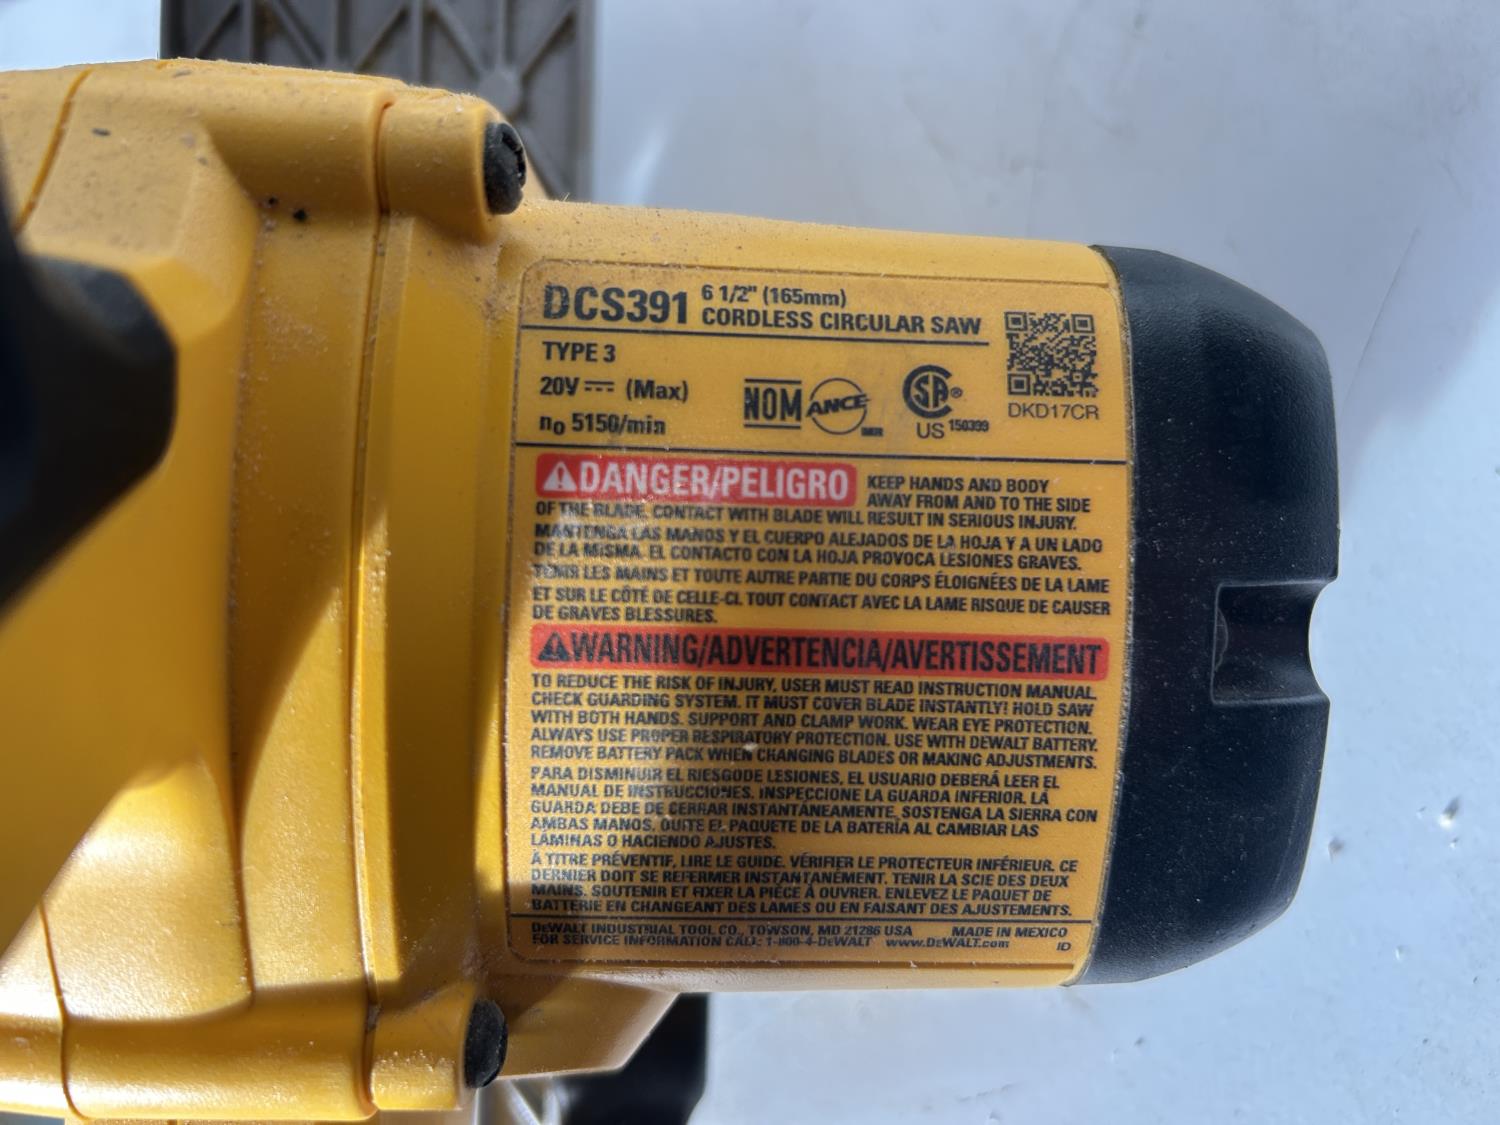 DCS391 6 1/2" (165mm)
CORDLESS CIRCULAR SAW
TYPE 3
20V (Max)
n₀ 5150/min
NOM ANCE
CSA®
US 150399
DKD17CR
DANGER/PELIGRO KEEP HANDS AND BODY
AWAY FROM AND TO THE SIDE
OF THE BLADE. CONTACT WITH BLADE WILL RESULT IN SERIOUS INJURY.
MANTENGA LAS MANOS Y EL CUERPO ALEJADOS DE LA HOJA Y A UN LADO
DE LA MISMA. EL CONTACTO CON LA HOJA PROVOCA LESIONES GRAVES.
TENIR LES MAINS ET TOUTE AUTRE PARTIE DU CORPS ÉLOIGNÉES DE LA LAME
ET SUR LE CÔTÉ DE CELLE-CI. TOUT CONTACT AVEC LA LAME RISQUE DE CAUSER
DE GRAVES BLESSURES.
WARNING/ADVERTENCIA/AVERTISSEMENT
TO REDUCE THE RISK OF INJURY, USER MUST READ INSTRUCTION MANUAL.
CHECK GUARDING SYSTEM. IT MUST COVER BLADE INSTANTLY! HOLD SAW
WITH BOTH HANDS. SUPPORT AND CLAMP WORK. WEAR EYE PROTECTION.
ALWAYS USE PROPER RESPIRATORY PROTECTION. USE WITH DEWALT BATTERY.
REMOVE BATTERY PACK WHEN CHANGING BLADES OR MAKING ADJUSTMENTS.
PARA DISMINUIR EL RIESGODE LESIONES, EL USUARIO DEBERÁ LEER EL
MANUAL DE INSTRUCCIONES. INSPECCIONE LA GUARDA INFERIOR. LA
GUARDA DEBE DE CERRAR INSTANTÁNEAMENTE. SOSTENGA LA SIERRA CON
AMBAS MANOS. QUITE EL PAQUETE DE LA BATERÍA AL CAMBIAR LAS
LÁMINAS O HACIENDO AJUSTES.
À TITRE PRÉVENTIF, LIRE LE GUIDE. VÉRIFIER LE PROTECTEUR INFÉRIEUR. CE
DERNIER DOIT SE REFERMER INSTANTANÉMENT. TENIR LA SCIE DES DEUX
MAINS. SOUTENIR ET FIXER LA PIÈCE À OUVRER. ENLEVEZ LE PAQUET DE
BATTERIE EN CHANGEANT DES LAMES OU EN FAISANT DES AJUSTEMENTS.
DEWALT INDUSTRIAL TOOL CO., TOWSON, MD 21286 USA MADE IN MEXICO
FOR SERVICE INFORMATION CALL: 1-800-4-DEWALT www.DEWALT.com ID